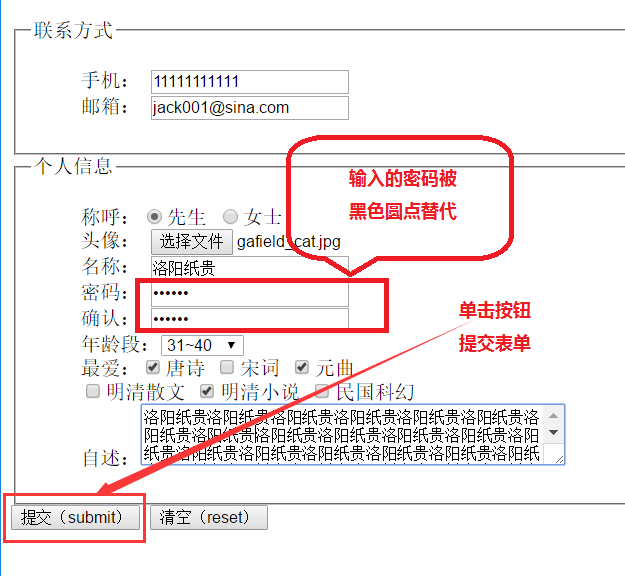 联系方式
手机： 11111111111
邮箱： jack001@sina.com
个人信息
输入的密码被
黑色圆点替代
称呼： 先生 女士
头像： 选择文件 gafield_cat.jpg
名称： 洛阳纸贵
密码： ••••••
确认： ••••••
单击按钮
提交表单
年龄段： 31~40
最爱： 唐诗 宋词 元曲
明清散文 明清小说 民国科幻
自述：
洛阳纸贵洛阳纸贵洛阳纸贵洛阳纸贵洛阳纸贵洛阳纸贵洛
阳纸贵洛阳纸贵洛阳纸贵洛阳纸贵洛阳纸贵洛阳纸贵洛阳
纸贵洛阳纸贵洛阳纸贵洛阳纸贵洛阳纸贵洛阳纸贵洛阳纸
提交（submit） 清空（reset）